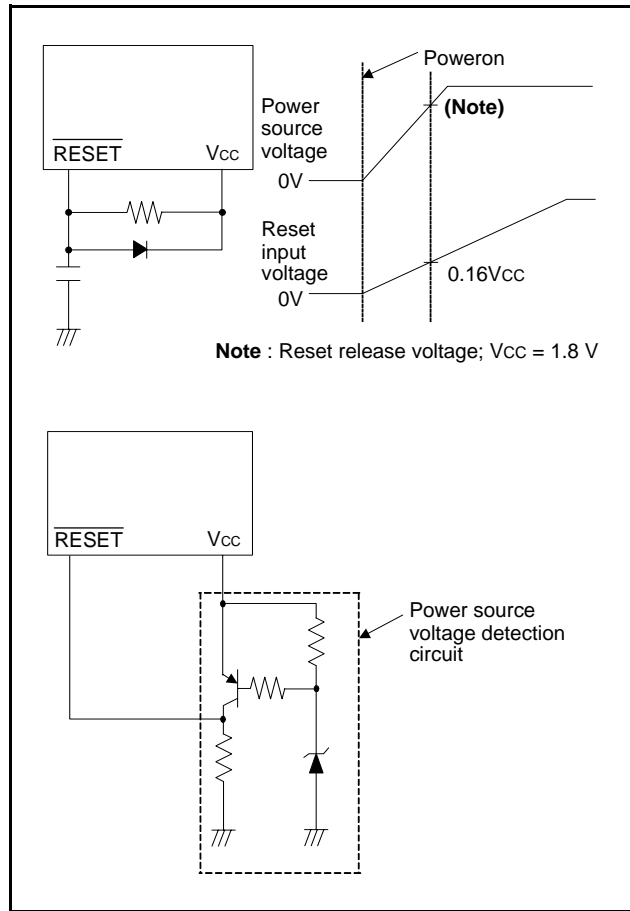 Poweron
(Note)
Power
source
voltage
0V
RESET
Vcc
Reset
input
voltage
0V
0.16Vcc
Note : Reset release voltage; Vcc = 1.8 V
RESET
Vcc
Power source
voltage detection
circuit